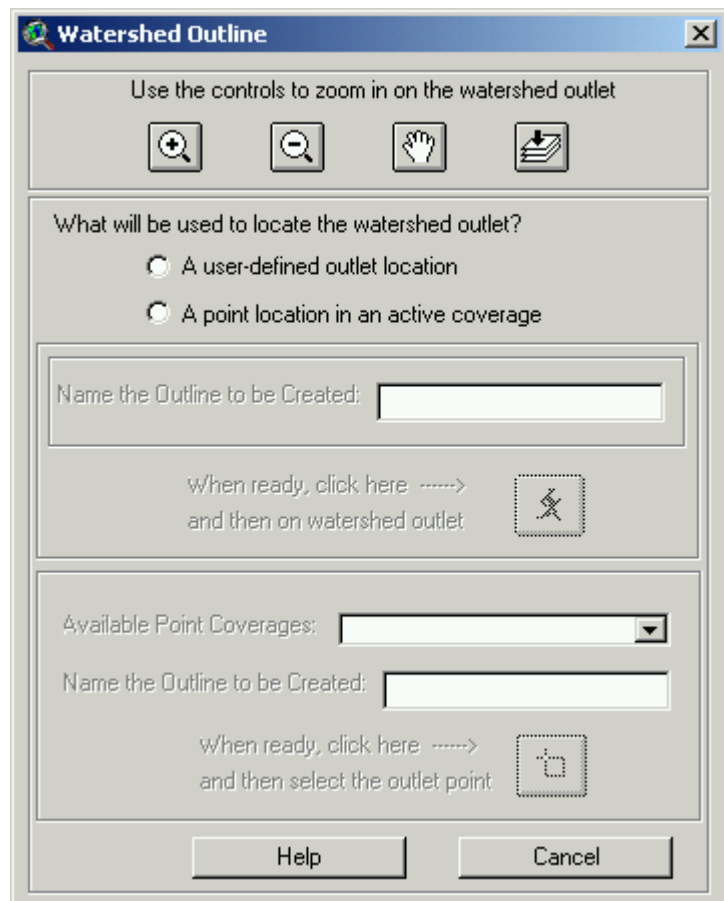 Watershed Outline
Use the controls to zoom in on the watershed outlet
What will be used to locate the watershed outlet?
A user-defined outlet location
A point location in an active coverage
Name the Outline to be Created:
When ready, click here ------>
and then on watershed outlet
Available Point Coverages:
Name the Outline to be Created:
When ready, click here ------>
and then select the outlet point
Help
Cancel